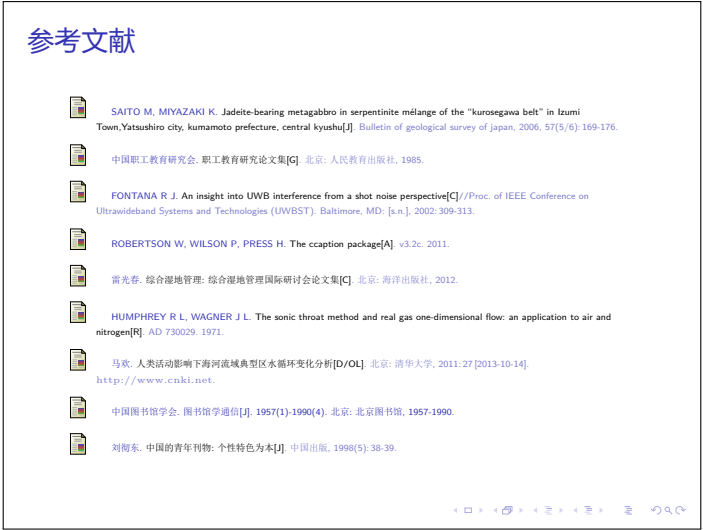 参考文献
SAITO M, MIYAZAKI K. Jadeite-bearing metagabbro in serpentinite mélange of the “kurosegawa belt” in Izumi
Town,Yatsushiro city, kumamoto prefecture, central kyushu[J]. Bulletin of geological survey of japan, 2006, 57(5/6): 169-176.
中国职工教育研究会. 职工教育研究论文集[G]. 北京: 人民教育出版社, 1985.
FONTANA R J. An insight into UWB interference from a shot noise perspective[C]//Proc. of IEEE Conference on
Ultrawideband Systems and Technologies (UWBST). Baltimore, MD: [s.n.], 2002: 309-313.
ROBERTSON W, WILSON P, PRESS H. The ccaption package[A]. v3.2c. 2011.
雷光春. 综合湿地管理: 综合湿地管理国际研讨会论文集[C]. 北京: 海洋出版社, 2012.
HUMPHREY R L, WAGNER J L. The sonic throat method and real gas one-dimensional flow: an application to air and
nitrogen[R]. AD 730029. 1971.
马欢. 人类活动影响下海河流域典型区水循环变化分析[D/OL]. 北京: 清华大学, 2011: 27 [2013-10-14].
http://www.cnki.net.
中国图书馆学会. 图书馆学通信[J]. 1957(1)-1990(4). 北京: 北京图书馆, 1957-1990.
刘彻东. 中国的青年刊物: 个性特色为本[J]. 中国出版, 1998(5): 38-39.